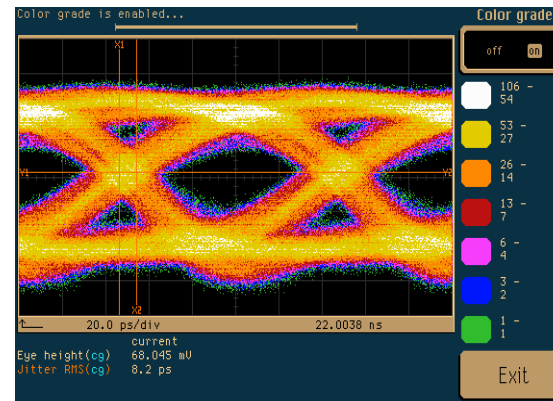 Color grade is enabled...
Color grade
off on
X1
106 -
54
53 -
27
26 -
14
Y1 Y2
13 -
7
6 -
4
3 -
2
X2
1 -
1
20.0 ps/div 22.0038 ns
current
Eye height(cg) 68.045 mV
Jitter RMS(cg) 8.2 ps
Exit